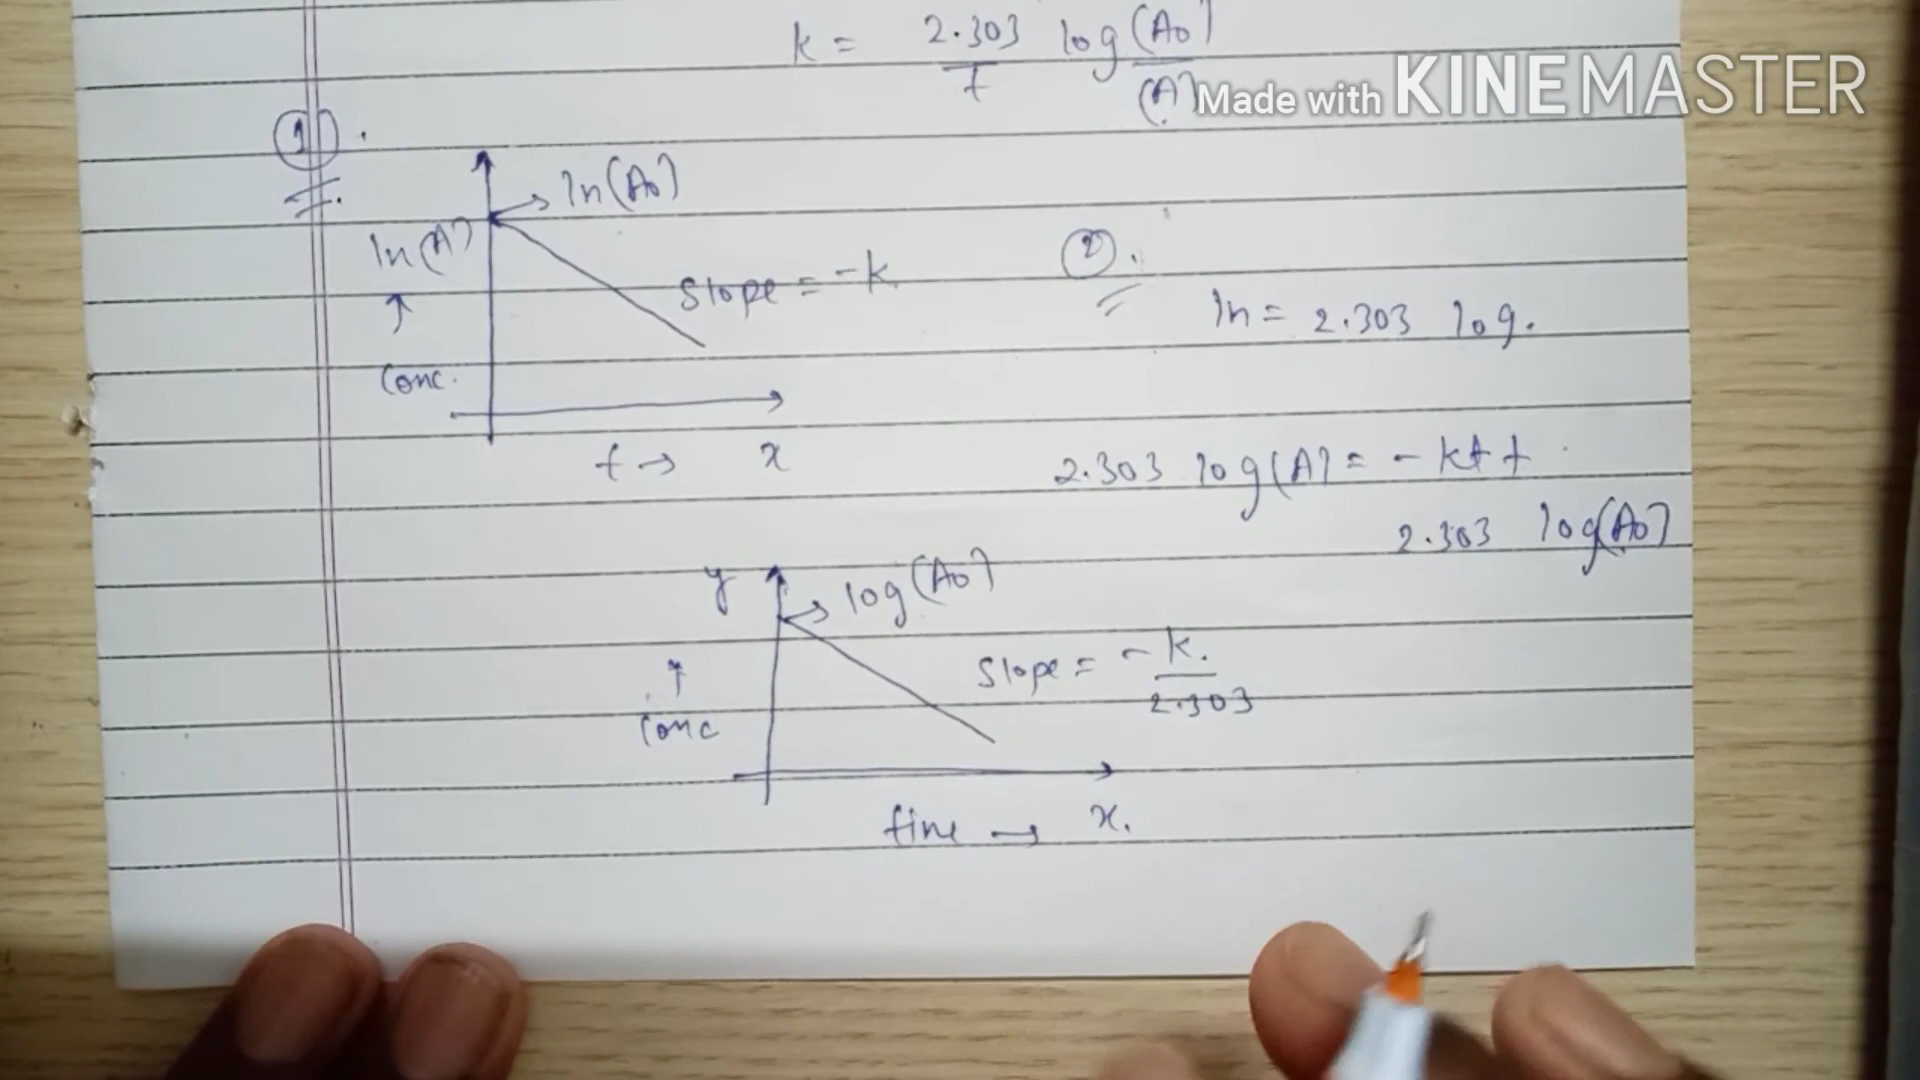 k = 2.303 / t log [A0] / [A]
Made with KINEMASTER
1.
ln[A0]
ln[A]
Slope = -k
Conc.
t → x
2.
ln = 2.303 log.
2.303 log[A] = - kt +
2.303 log[A0]
y
log[A0]
Slope = - k. / 2.303
Conc
time → x.